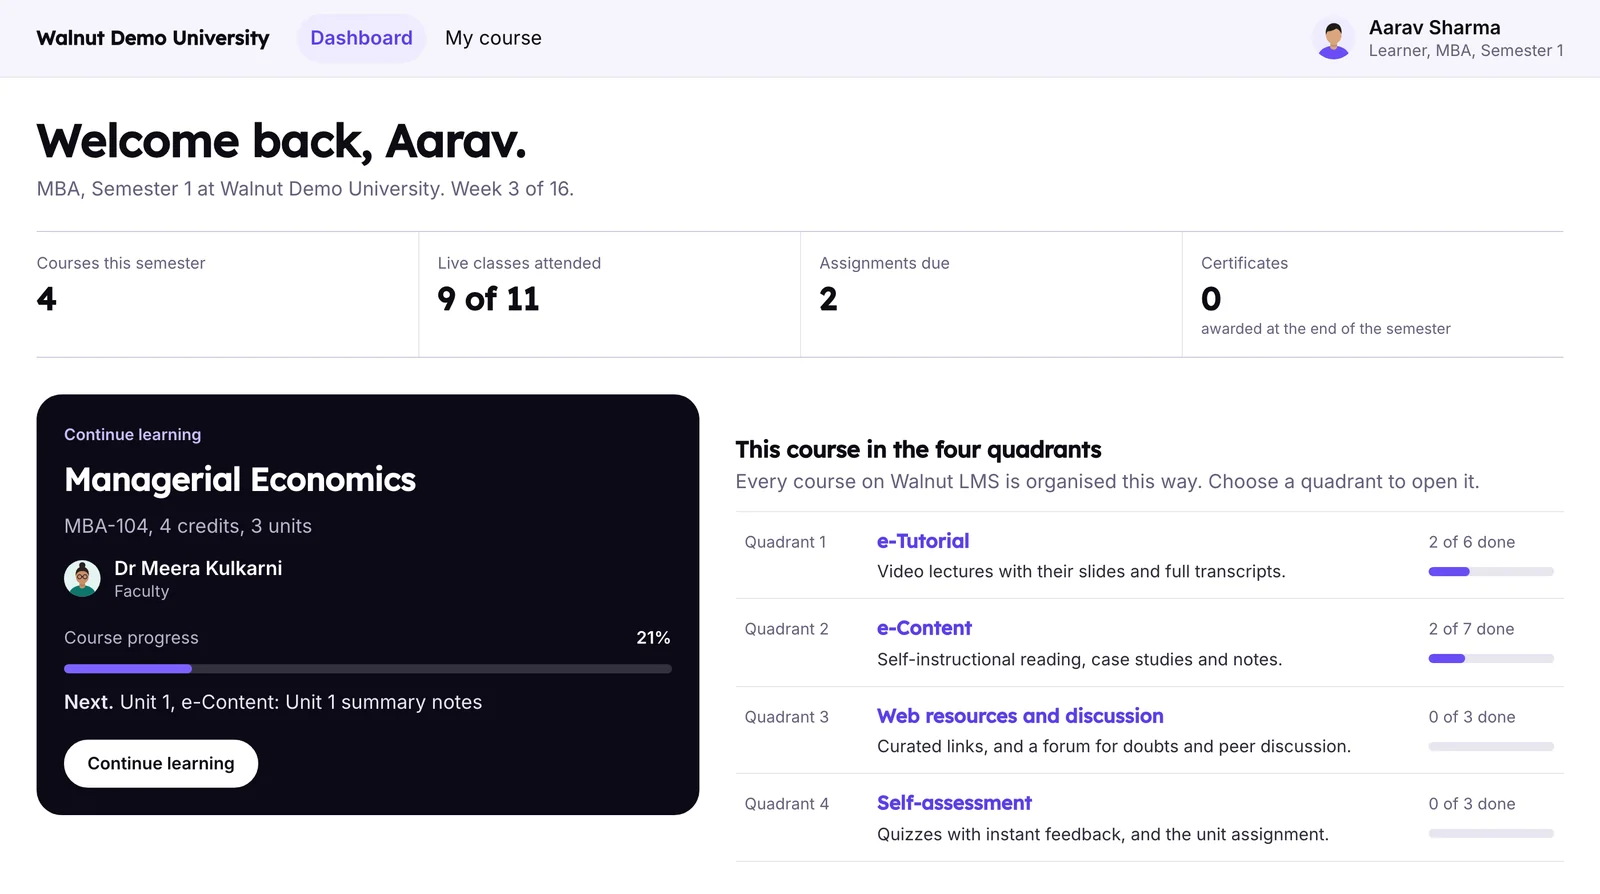 Walnut Demo University
Dashboard
My course
Aarav Sharma
Learner, MBA, Semester 1
Welcome back, Aarav.
MBA, Semester 1 at Walnut Demo University. Week 3 of 16.
Courses this semester
4
Live classes attended
9 of 11
Assignments due
2
Certificates
0
awarded at the end of the semester
Continue learning
Managerial Economics
MBA-104, 4 credits, 3 units
Dr Meera Kulkarni
Faculty
Course progress
21%
Next. Unit 1, e-Content: Unit 1 summary notes
Continue learning
This course in the four quadrants
Every course on Walnut LMS is organised this way. Choose a quadrant to open it.
Quadrant 1
e-Tutorial
Video lectures with their slides and full transcripts.
2 of 6 done
Quadrant 2
e-Content
Self-instructional reading, case studies and notes.
2 of 7 done
Quadrant 3
Web resources and discussion
Curated links, and a forum for doubts and peer discussion.
0 of 3 done
Quadrant 4
Self-assessment
Quizzes with instant feedback, and the unit assignment.
0 of 3 done